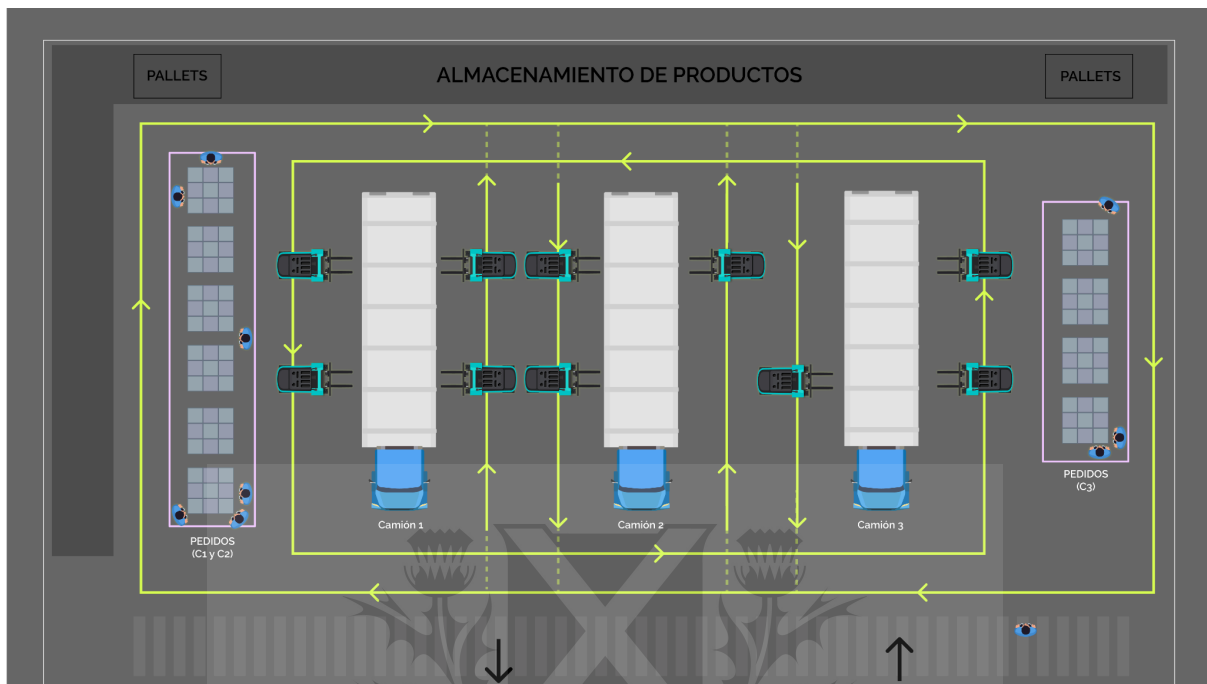 PALLETS
ALMACENAMIENTO DE PRODUCTOS
PALLETS
Camión 1
Camión 2
Camión 3
PEDIDOS
(C3)
PEDIDOS
(C1 y C2)